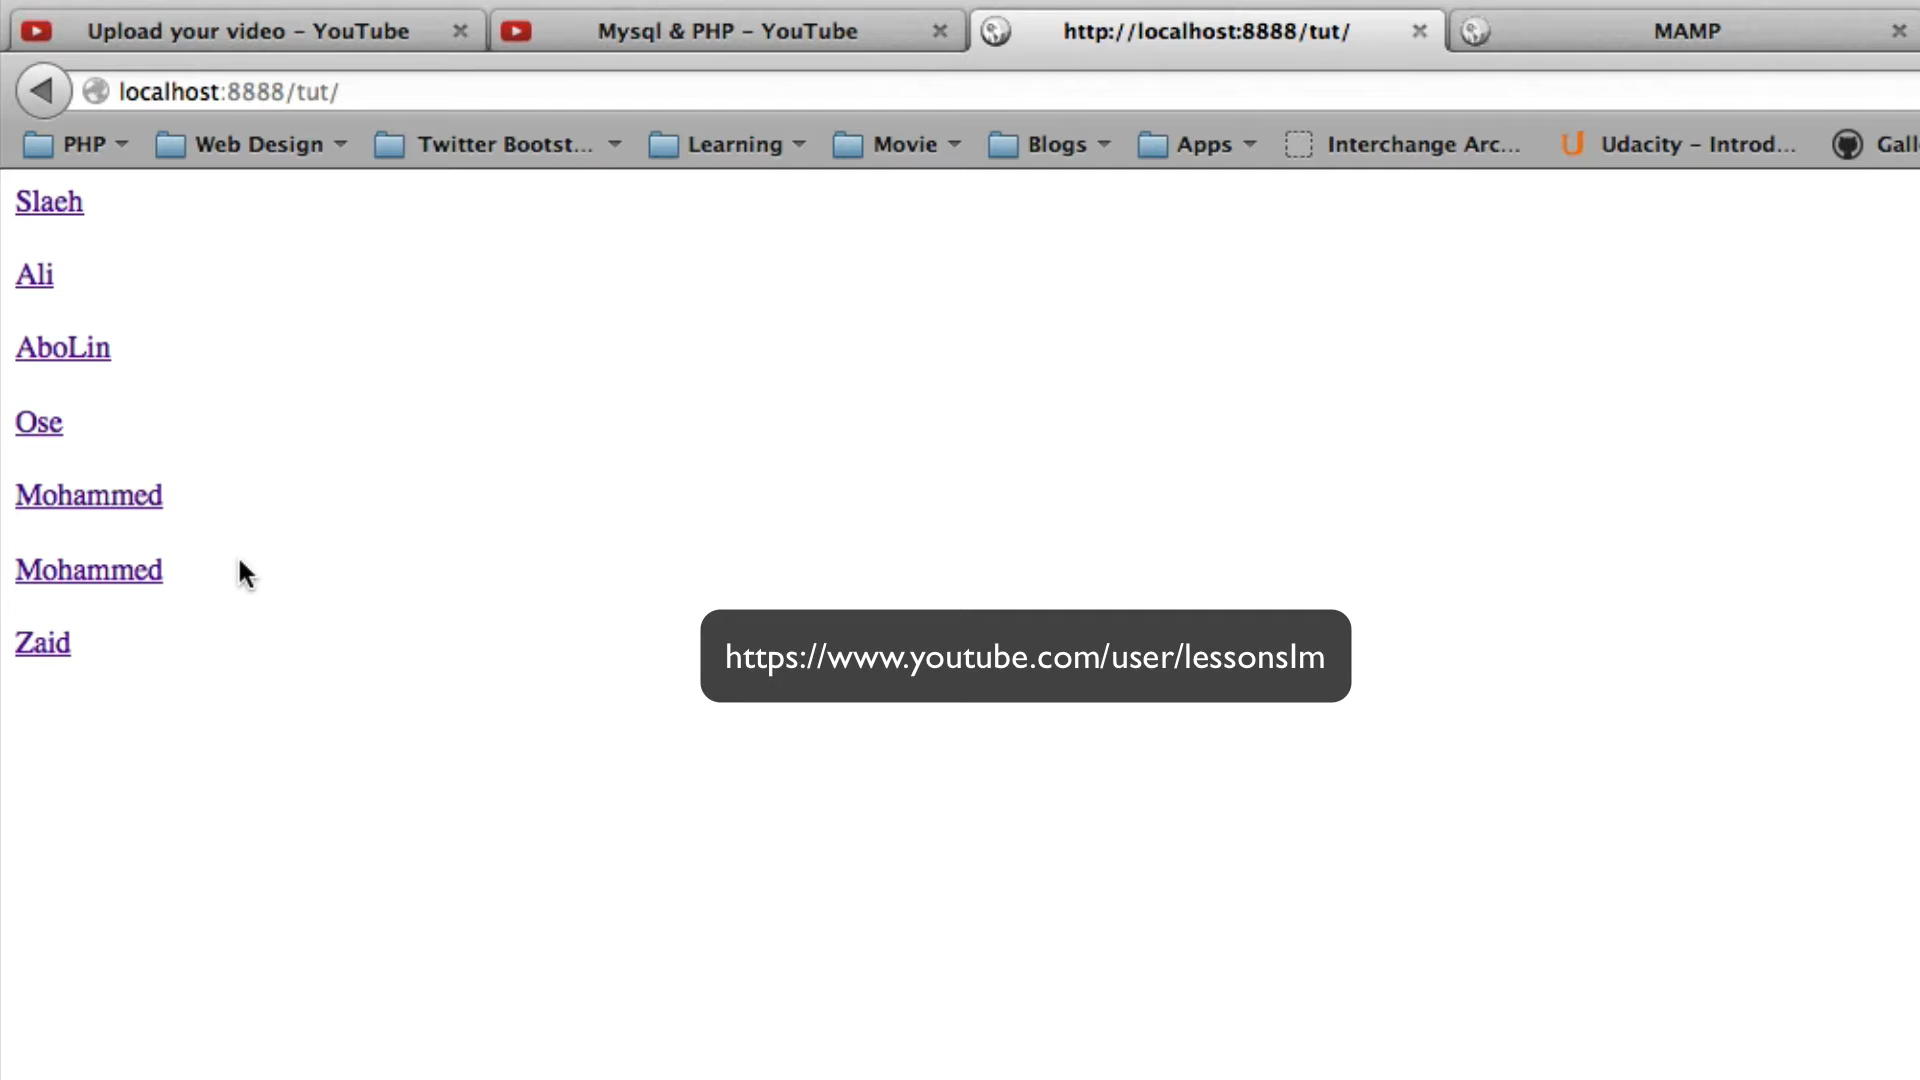 Upload your video – YouTube
Mysql & PHP – YouTube
http://localhost:8888/tut/
MAMP
localhost:8888/tut/
PHP
Web Design
Twitter Bootst...
Learning
Movie
Blogs
Apps
Interchange Arc...
Udacity – Introd...
Gall
Slaeh
Ali
AboLin
Ose
Mohammed
Mohammed
Zaid
https://www.youtube.com/user/lessonslm